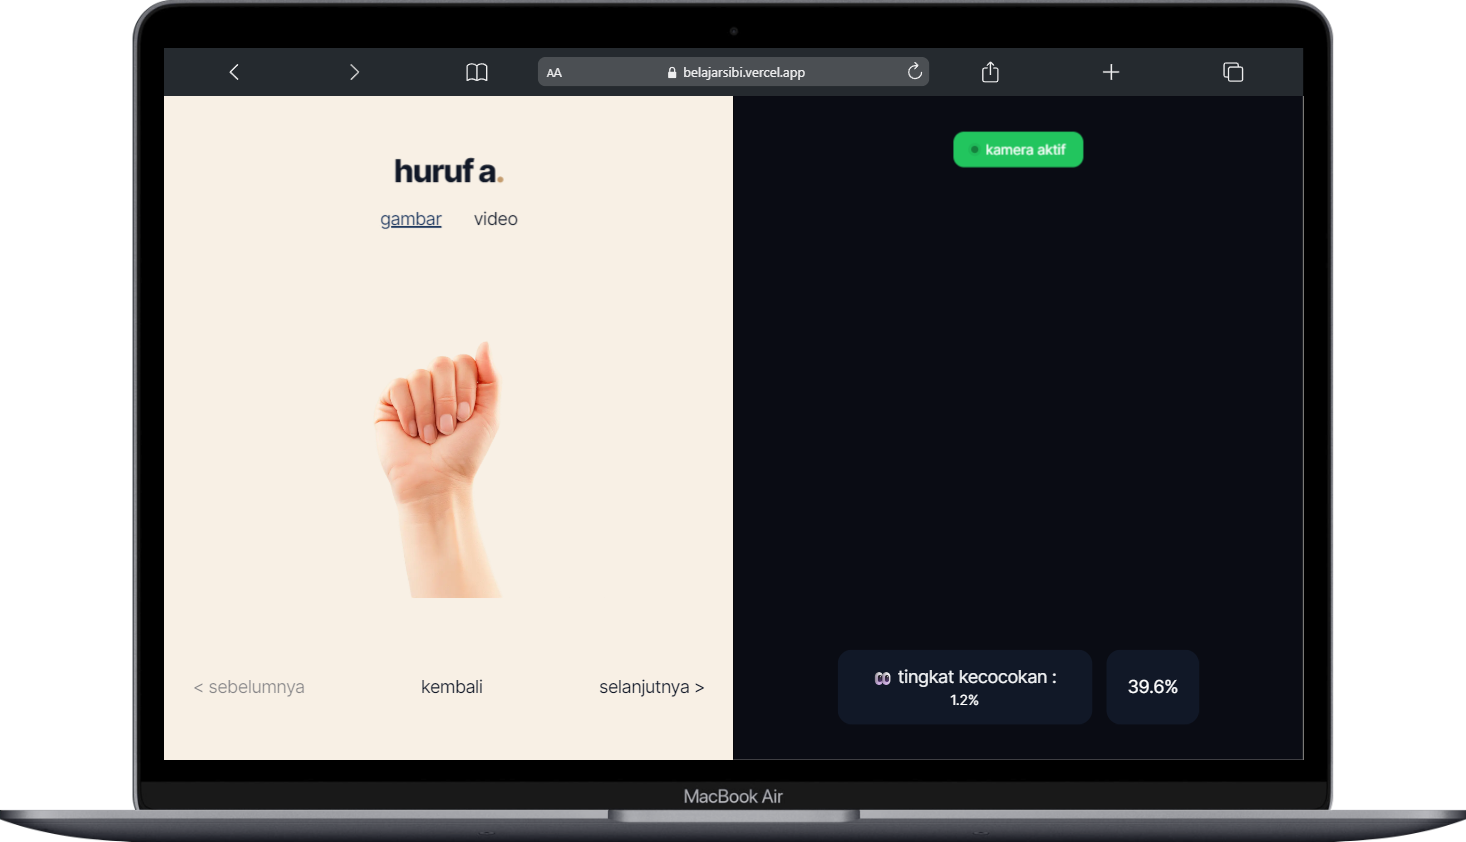 AA belajarsibi.vercel.app
huruf a.
gambar video
< sebelumnya kembali selanjutnya >
kamera aktif
tingkat kecocokan :
1.2%
39.6%
MacBook Air